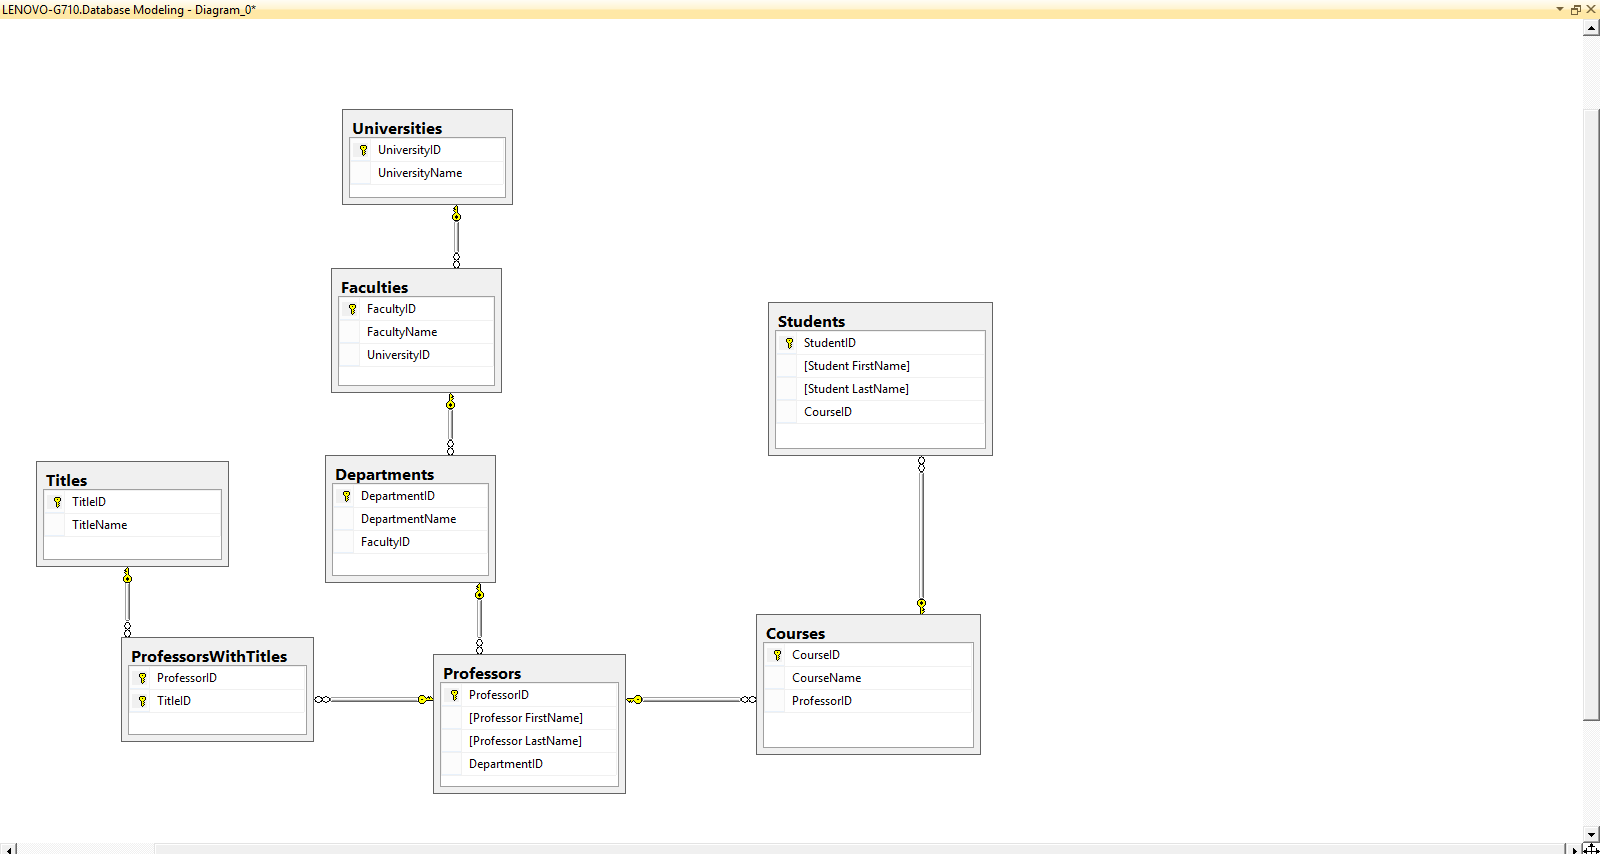 LENOVO-G710.Database Modeling - Diagram_0*
Universities
UniversityID
UniversityName
Faculties
FacultyID
FacultyName
UniversityID
Students
StudentID
[Student FirstName]
[Student LastName]
CourseID
Titles
TitleID
TitleName
Departments
DepartmentID
DepartmentName
FacultyID
ProfessorsWithTitles
ProfessorID
TitleID
Professors
ProfessorID
[Professor FirstName]
[Professor LastName]
DepartmentID
Courses
CourseID
CourseName
ProfessorID